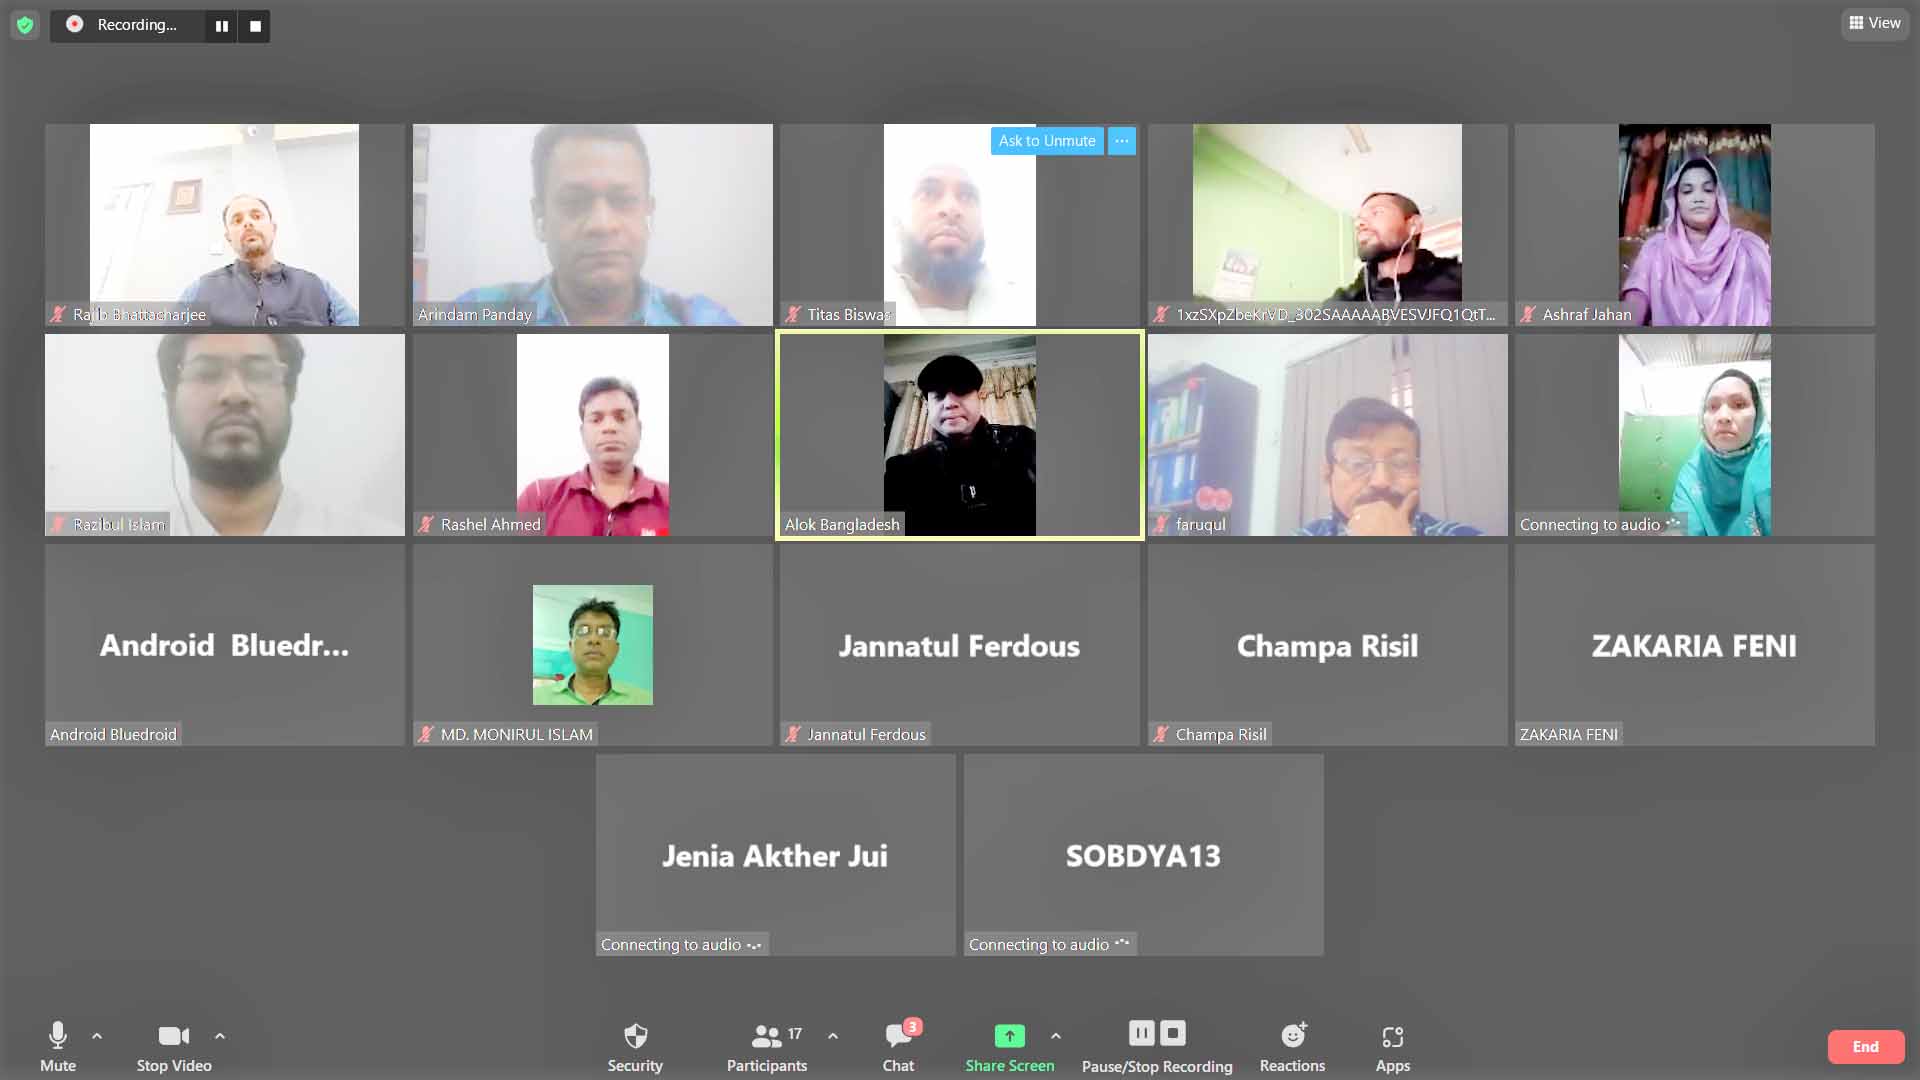 Recording...
View
Ask to Unmute
Rajib Bhattacharjee
Arindam Panday
Titas Biswas
1xzSXpZbeKrVD_302SAAAAABVESVJFQ1QtT...
Ashraf Jahan
Razibul Islam
Rashel Ahmed
Alok Bangladesh
faruqul
Connecting to audio
Android Bluedr...
Jannatul Ferdous
Champa Risil
ZAKARIA FENI
Android Bluedroid
MD. MONIRUL ISLAM
Jannatul Ferdous
Champa Risil
ZAKARIA FENI
Jenia Akther Jui
SOBDYA13
Connecting to audio
Connecting to audio
17
3
Mute
Stop Video
Security
Participants
Chat
Share Screen
Pause/Stop Recording
Reactions
Apps
End